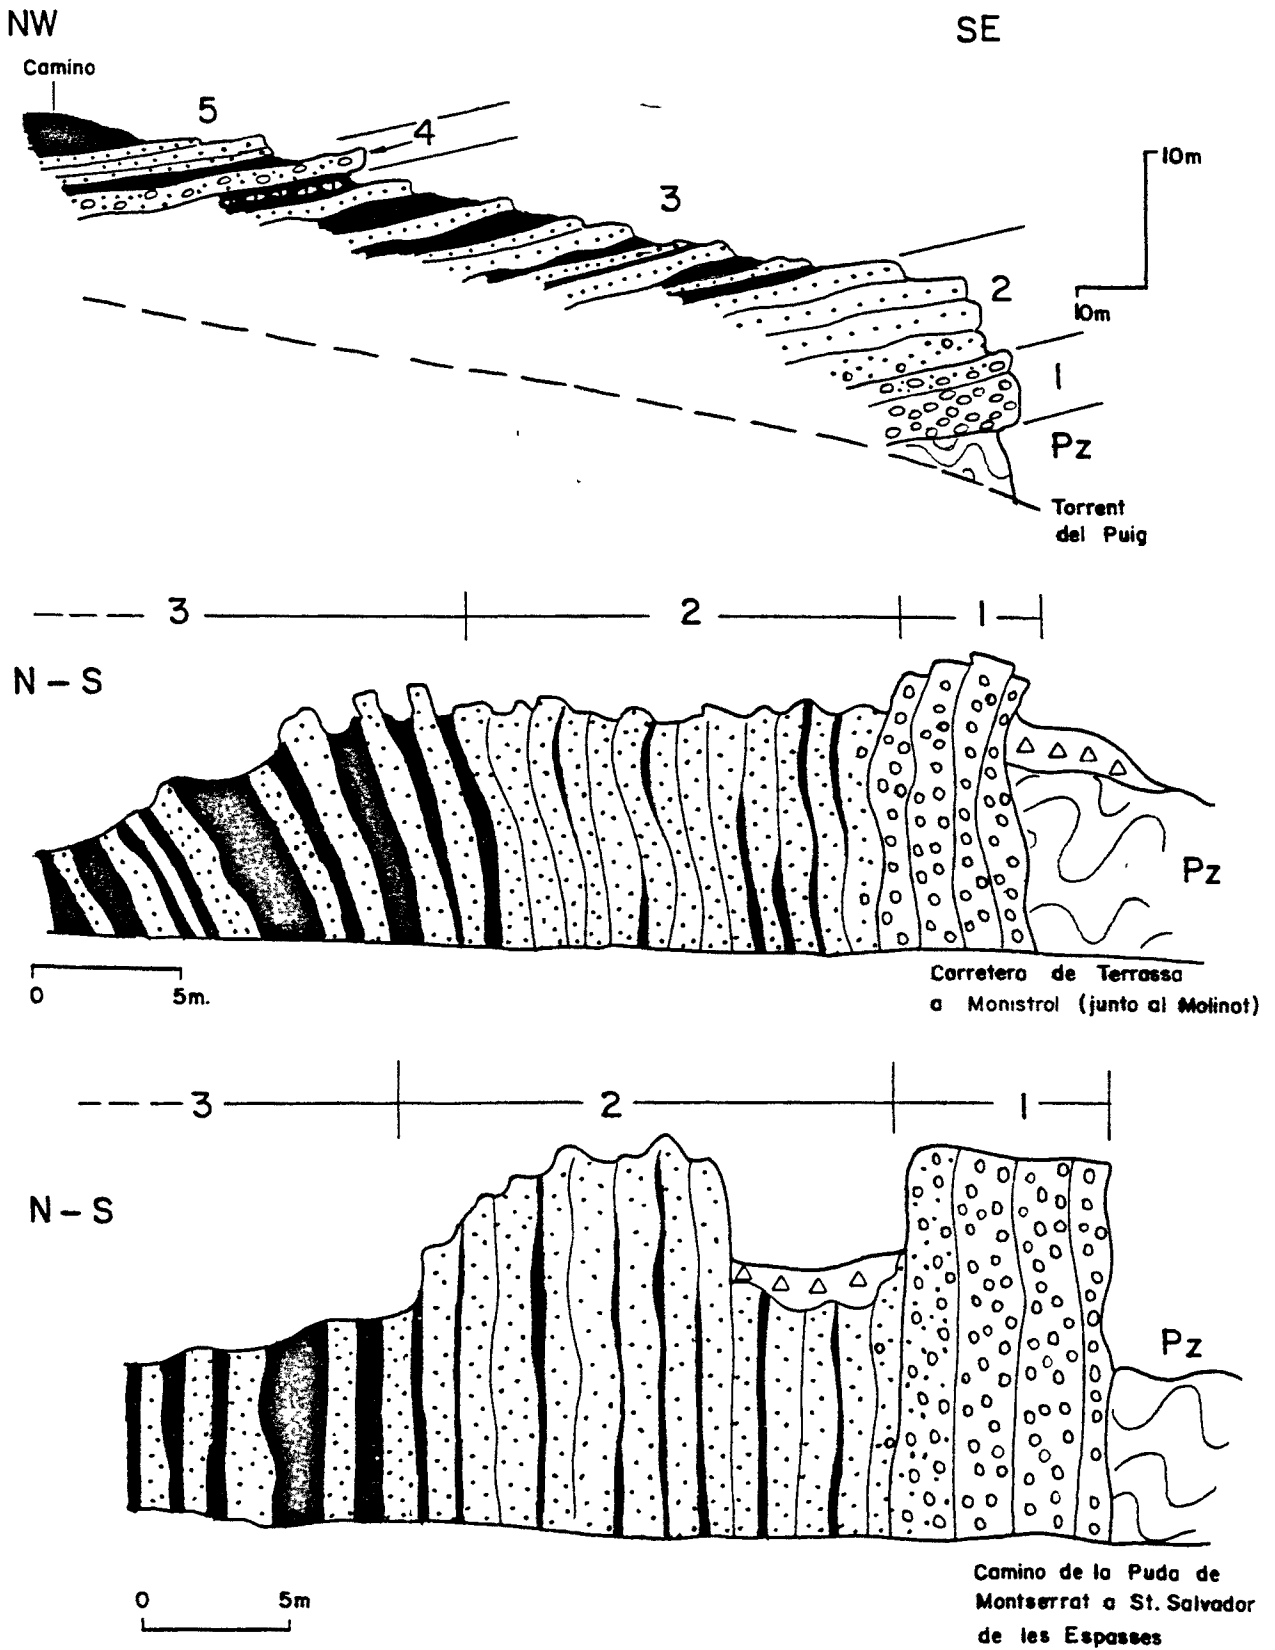 NW
SE
Camino
5
4
3
10m
2
10m
1
Pz
Torrent
del Puig
3
2
1
N-S
Pz
0
5m.
Carretera de Terrassa
a Monistrol (junto al Molinot)
3
2
1
N-S
Pz
0
5m
Camino de la Puda de
Montserrat a St. Salvador
de les Espasses